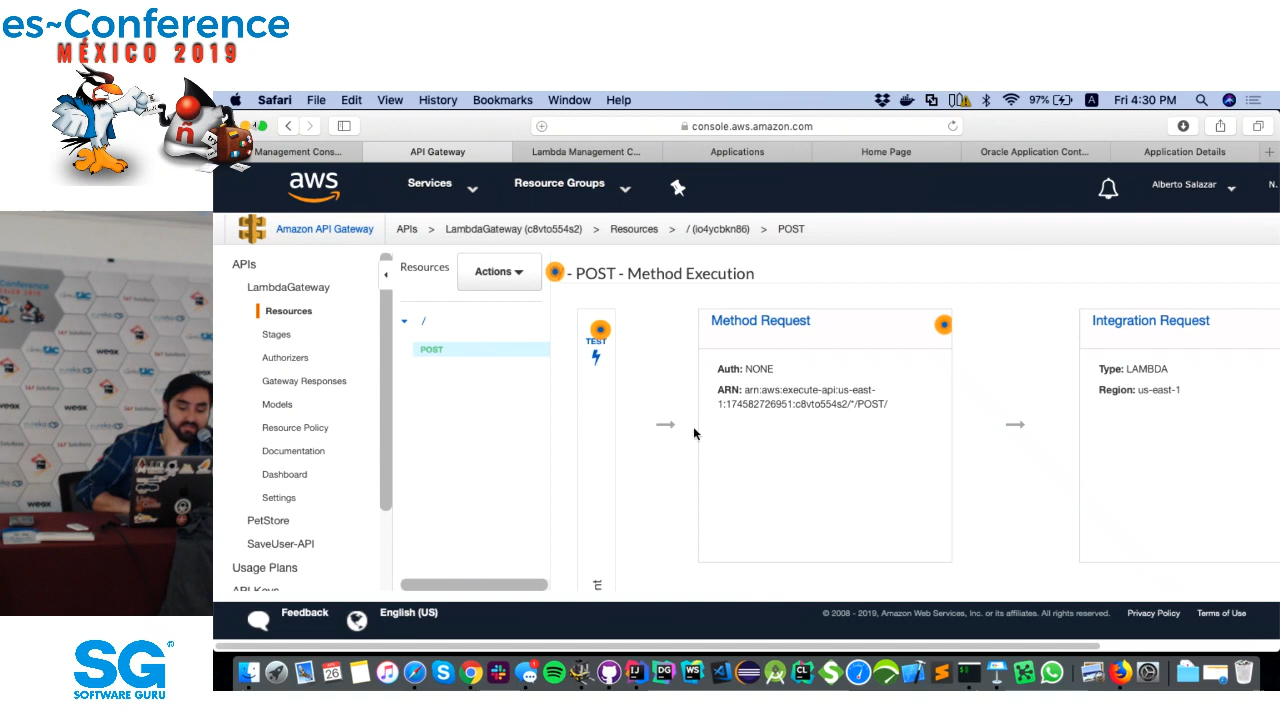 es~Conference
MÉXICO 2019
ñ
Safari File Edit View History Bookmarks Window Help
97% Fri 4:30 PM
console.aws.amazon.com
Management Cons...
API Gateway
Lambda Management C...
Applications
Home Page
Oracle Application Cont...
Application Details
aws
Services
Resource Groups
Alberto Salazar
N.
Amazon API Gateway
APIs > LambdaGateway (c8vto554s2) > Resources > / (io4ycbkn86) > POST
APIs
LambdaGateway
Resources
Stages
Authorizers
Gateway Responses
Models
Resource Policy
Documentation
Dashboard
Settings
PetStore
SaveUser-API
Usage Plans
API Keys
Resources
Actions
/
POST
- POST - Method Execution
TEST
Method Request
Auth: NONE
ARN: arn:aws:execute-api:us-east-
1:174582726951:c8vto554s2/*/POST/
Integration Request
Type: LAMBDA
Region: us-east-1
Feedback
English (US)
© 2008 - 2019, Amazon Web Services, Inc. or its affiliates. All rights reserved.
Privacy Policy
Terms of Use
SG
SOFTWARE GURU